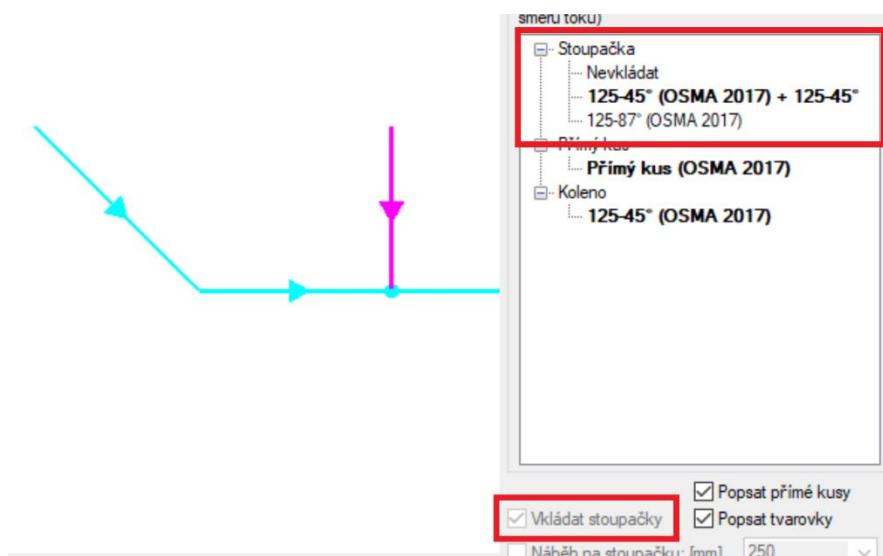 směru toku)
Stoupačka
Nevkládat
125-45° (OSMA 2017) + 125-45°
125-87° (OSMA 2017)
Přímý kus
Přímý kus (OSMA 2017)
Koleno
125-45° (OSMA 2017)
Popsat přímé kusy
Vkládat stoupačky
Popsat tvarovky
Náběh na stoupačku: [mm] 250